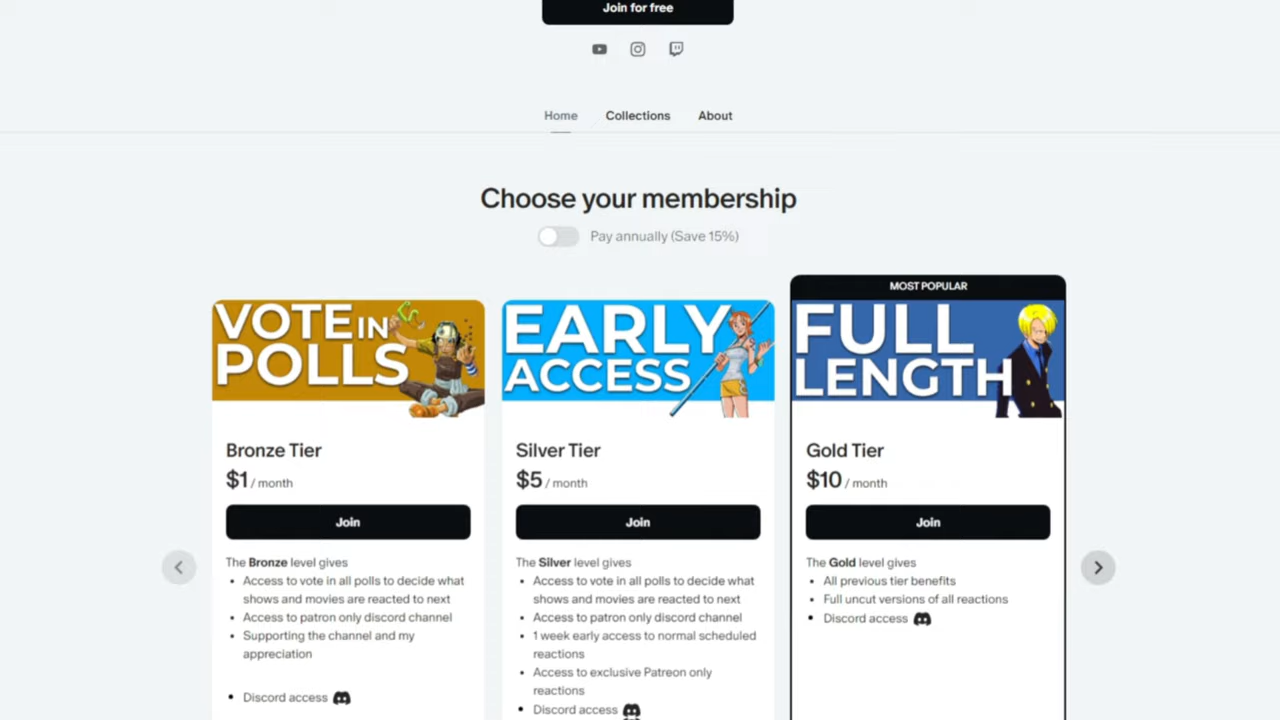 Join for free
Home Collections About
Choose your membership
Pay annually (Save 15%)
VOTE IN
POLLS
Bronze Tier
$1 / month
Join
The Bronze level gives
• Access to vote in all polls to decide what
shows and movies are reacted to next
• Access to patron only discord channel
• Supporting the channel and my
appreciation
• Discord access
EARLY
ACCESS
Silver Tier
$5 / month
Join
The Silver level gives
• Access to vote in all polls to decide what
shows and movies are reacted to next
• Access to patron only discord channel
• 1 week early access to normal scheduled
reactions
• Access to exclusive Patreon only
reactions
• Discord access
MOST POPULAR
FULL
LENGTH
Gold Tier
$10 / month
Join
The Gold level gives
• All previous tier benefits
• Full uncut versions of all reactions
• Discord access